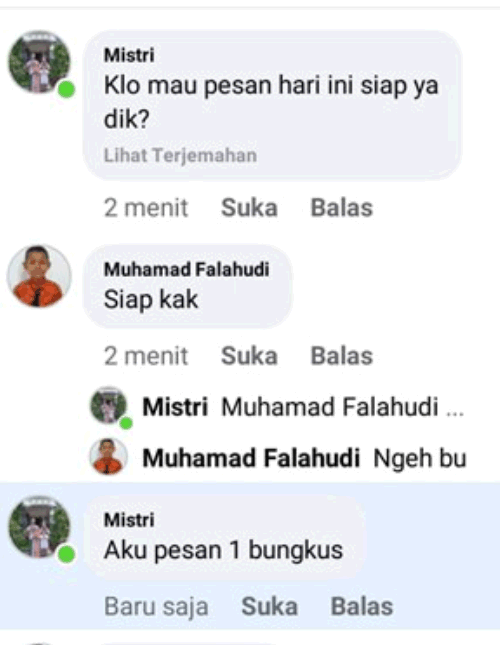 Mistri
Klo mau pesan hari ini siap ya
dik?
Lihat Terjemahan
2 menit Suka Balas
Muhamad Falahudi
Siap kak
2 menit Suka Balas
Mistri Muhamad Falahudi ...
Muhamad Falahudi Ngeh bu
Mistri
Aku pesan 1 bungkus
Baru saja Suka Balas